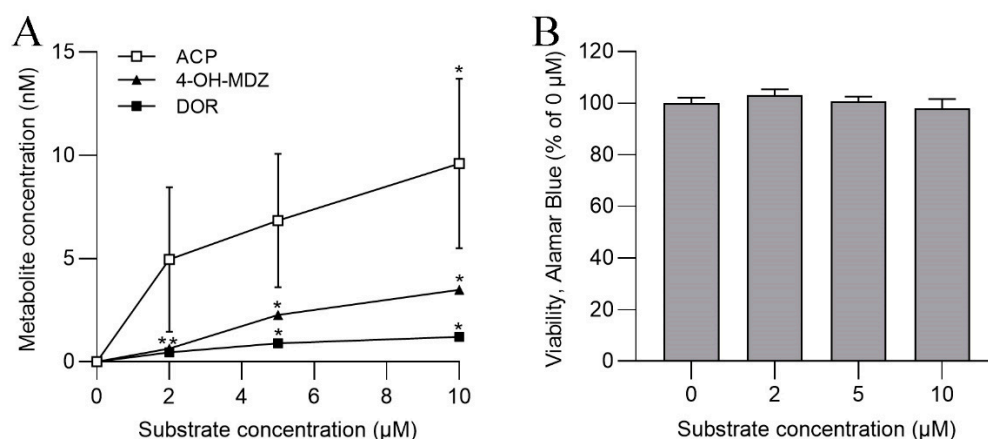 A
Metabolite concentration (nM)
15
10
5
0
ACP
4-OH-MDZ
DOR
*
*
*
**
*
*
0 2 4 6 8 10
Substrate concentration (µM)
B
Viability, Alamar Blue (% of 0 µM)
120
100
80
60
40
20
0
0 2 5 10
Substrate concentration (µM)